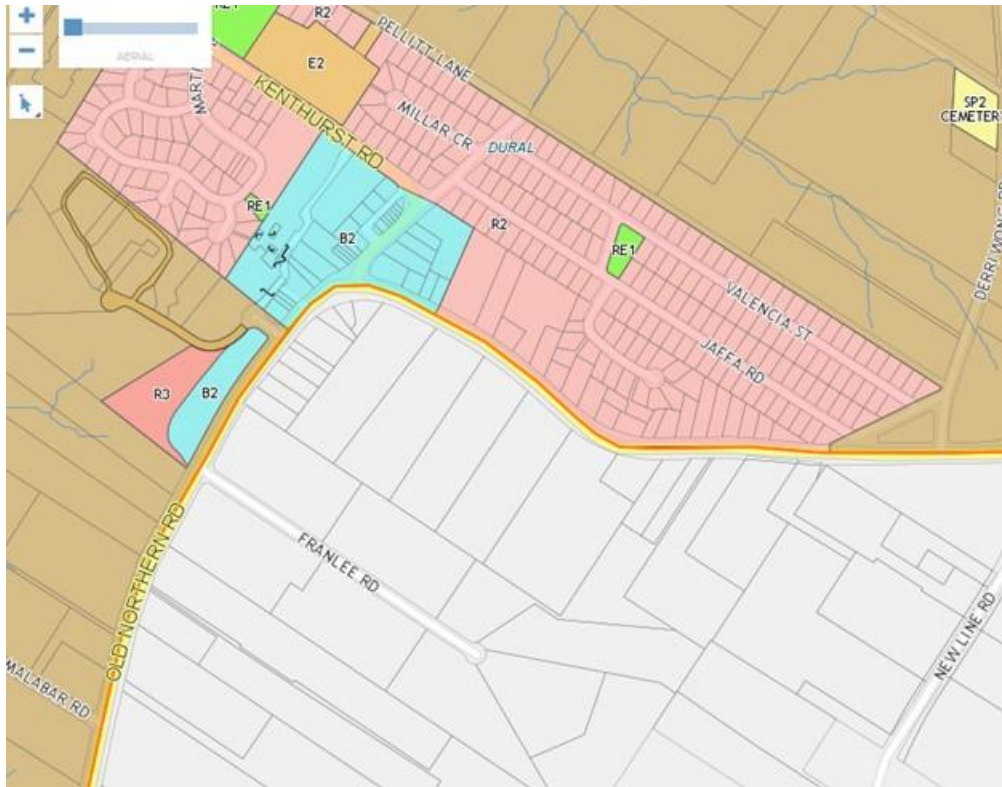 +
−
AERIAL
RE1
R2
PELLITT LANE
E2
KENTHURST RD
MILLAR CR
DURAL
SP2
CEMETER
RE1
B2
R2
RE1
VALENCIA ST
JAFFA RD
R3
B2
OLD NORTHERN RD
FRANLEE RD
NEW LINE RD
MALABAR RD